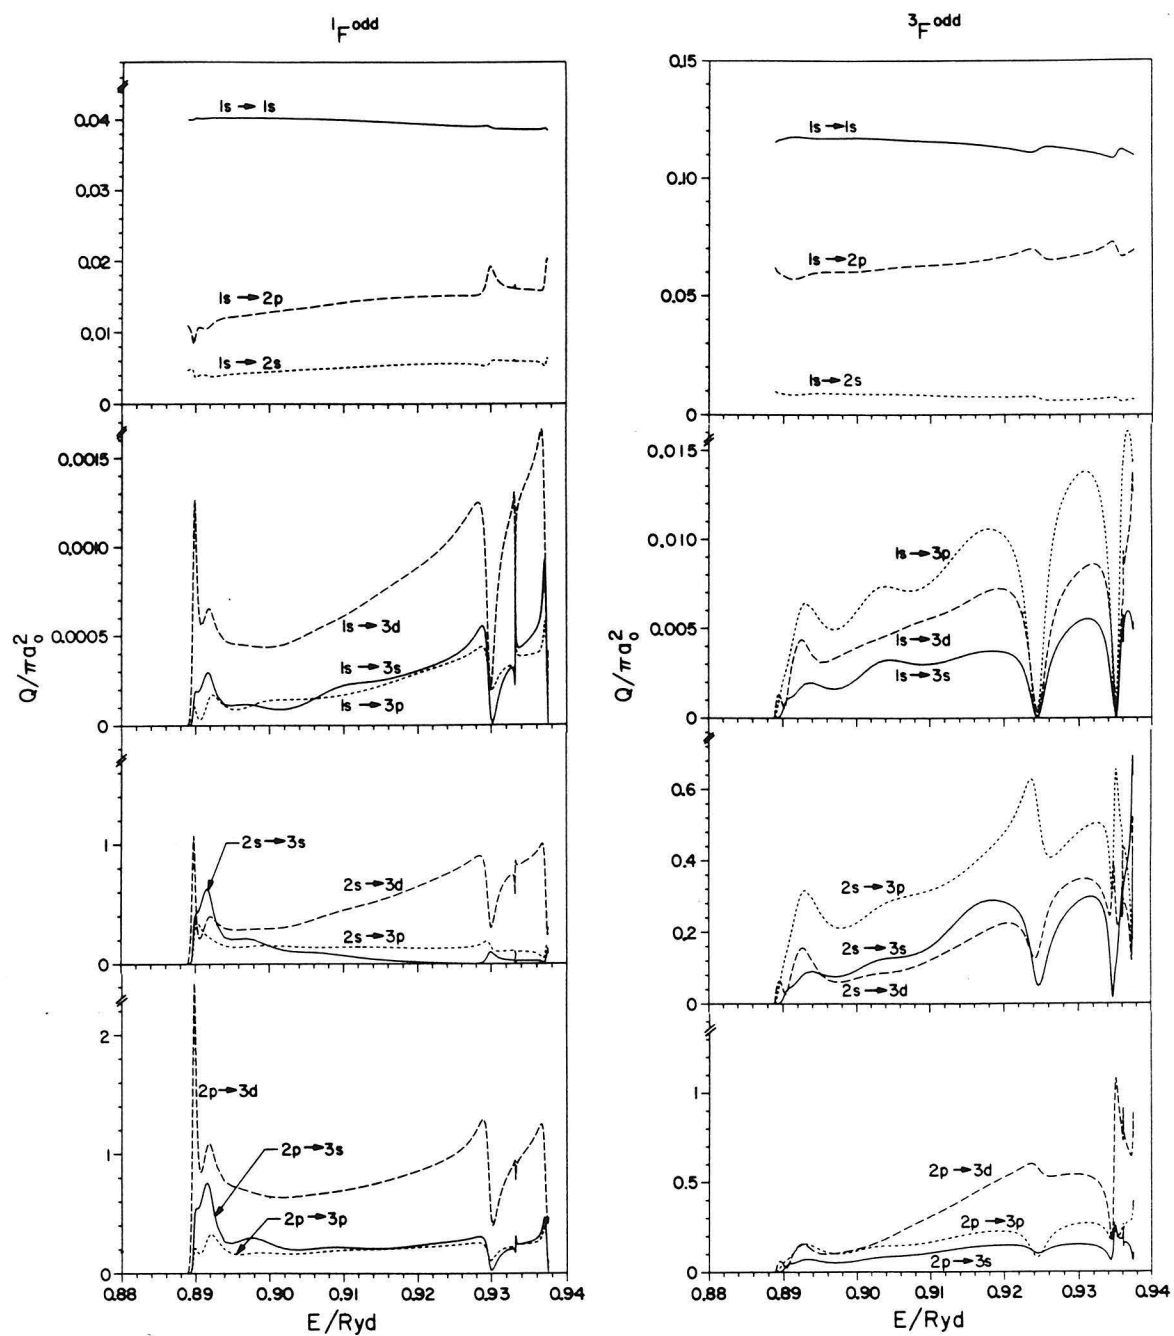 ¹Fᵒᵈᵈ
0.04
0.03
0.02
0.01
0
1s → 1s
1s → 2p
1s → 2s
0.0015
0.0010
0.0005
0
1s → 3d
1s → 3s
1s → 3p
1
0
2s → 3s
2s → 3d
2s → 3p
2
1
0
2p → 3d
2p → 3s
2p → 3p
0.88 0.89 0.90 0.91 0.92 0.93 0.94
E/Ryd
Q/πa₀²
³Fᵒᵈᵈ
0.15
0.10
0.05
0
1s → 1s
1s → 2p
1s → 2s
0.015
0.010
0.005
0
1s → 3p
1s → 3d
1s → 3s
0.6
0.4
0.2
0
2s → 3p
2s → 3s
2s → 3d
1
0.5
0
2p → 3d
2p → 3p
2p → 3s
0.88 0.89 0.90 0.91 0.92 0.93 0.94
E/Ryd
Q/πa₀²